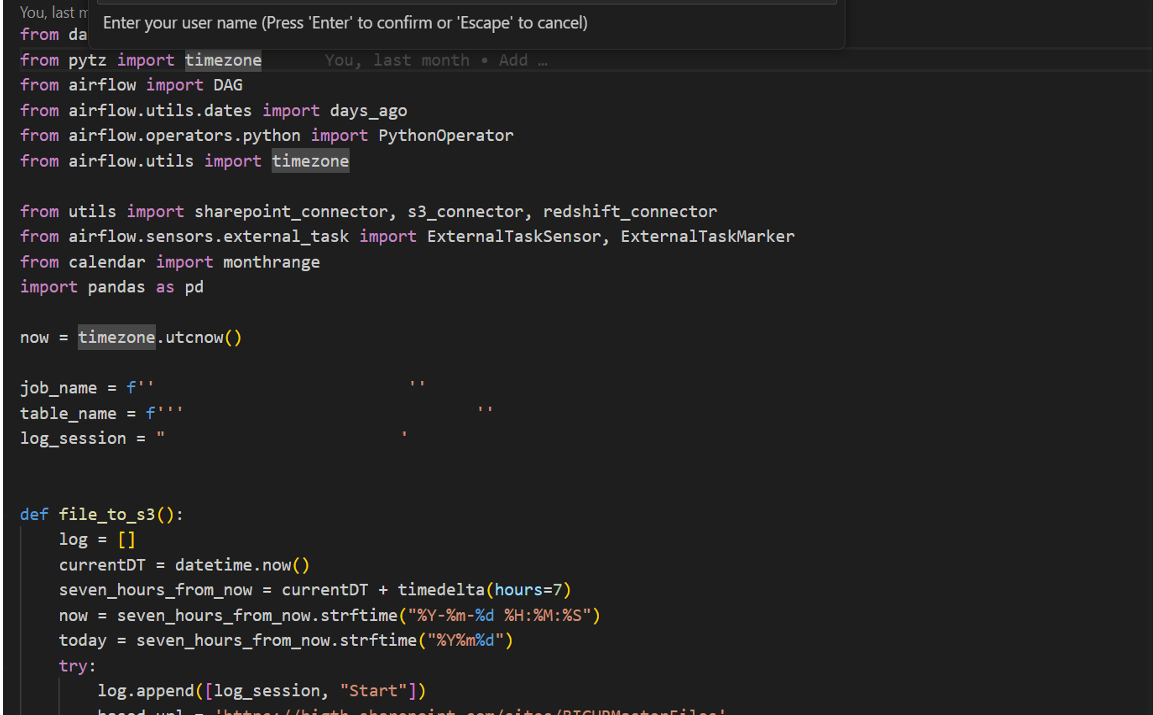 You, last m
Enter your user name (Press 'Enter' to confirm or 'Escape' to cancel)
from da
from pytz import timezone You, last month • Add …
from airflow import DAG
from airflow.utils.dates import days_ago
from airflow.operators.python import PythonOperator
from airflow.utils import timezone
from utils import sharepoint_connector, s3_connector, redshift_connector
from airflow.sensors.external_task import ExternalTaskSensor, ExternalTaskMarker
from calendar import monthrange
import pandas as pd
now = timezone.utcnow()
job_name = f'' ''
table_name = f''' ''
log_session = " '
def file_to_s3():
log = []
currentDT = datetime.now()
seven_hours_from_now = currentDT + timedelta(hours=7)
now = seven_hours_from_now.strftime("%Y-%m-%d %H:%M:%S")
today = seven_hours_from_now.strftime("%Y%m%d")
try:
log.append([log_session, "Start"])